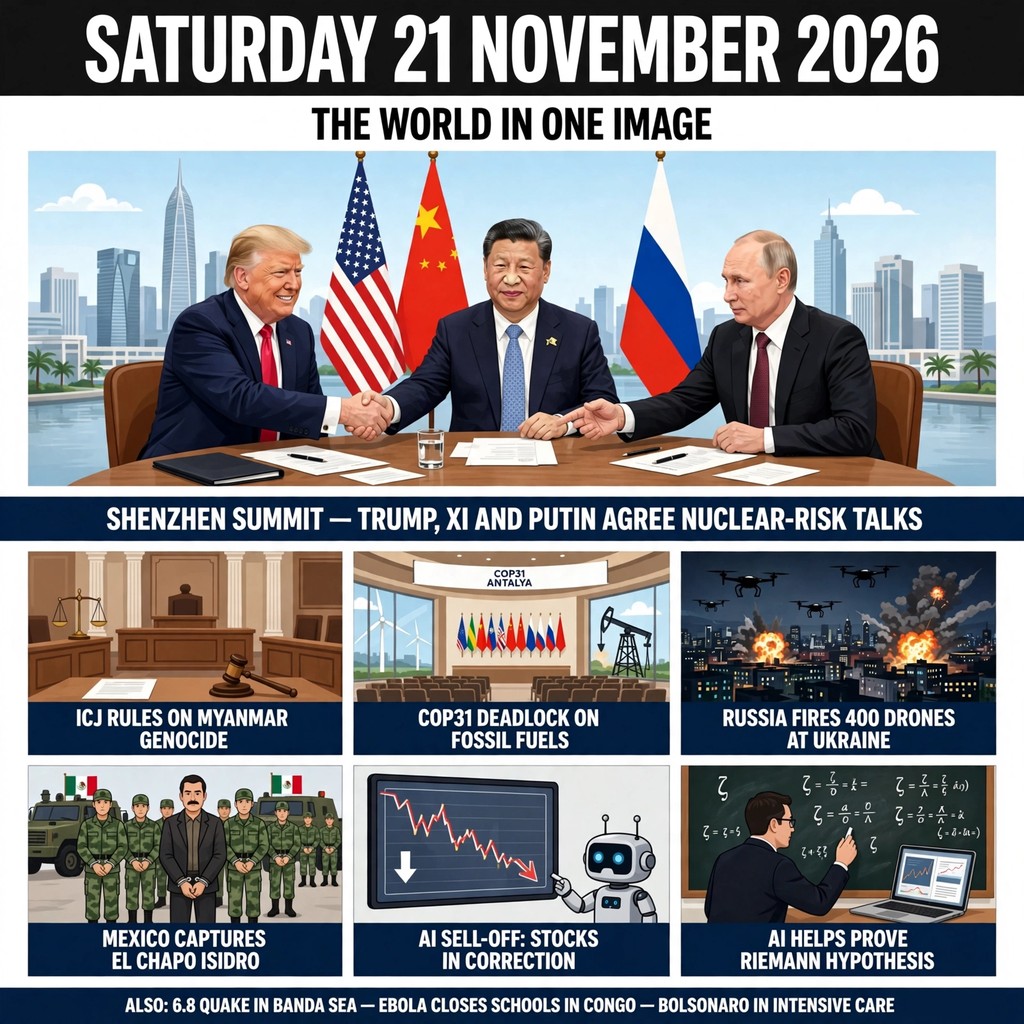 SATURDAY 21 NOVEMBER 2026
THE WORLD IN ONE IMAGE
SHENZHEN SUMMIT — TRUMP, XI AND PUTIN AGREE NUCLEAR-RISK TALKS
COP31
ANTALYA
ICJ RULES ON MYANMAR
GENOCIDE
COP31 DEADLOCK ON
FOSSIL FUELS
RUSSIA FIRES 400 DRONES
AT UKRAINE
MEXICO CAPTURES
EL CHAPO ISIDRO
AI SELL-OFF: STOCKS
IN CORRECTION
AI HELPS PROVE
RIEMANN HYPOTHESIS
ALSO: 6.8 QUAKE IN BANDA SEA — EBOLA CLOSES SCHOOLS IN CONGO — BOLSONARO IN INTENSIVE CARE